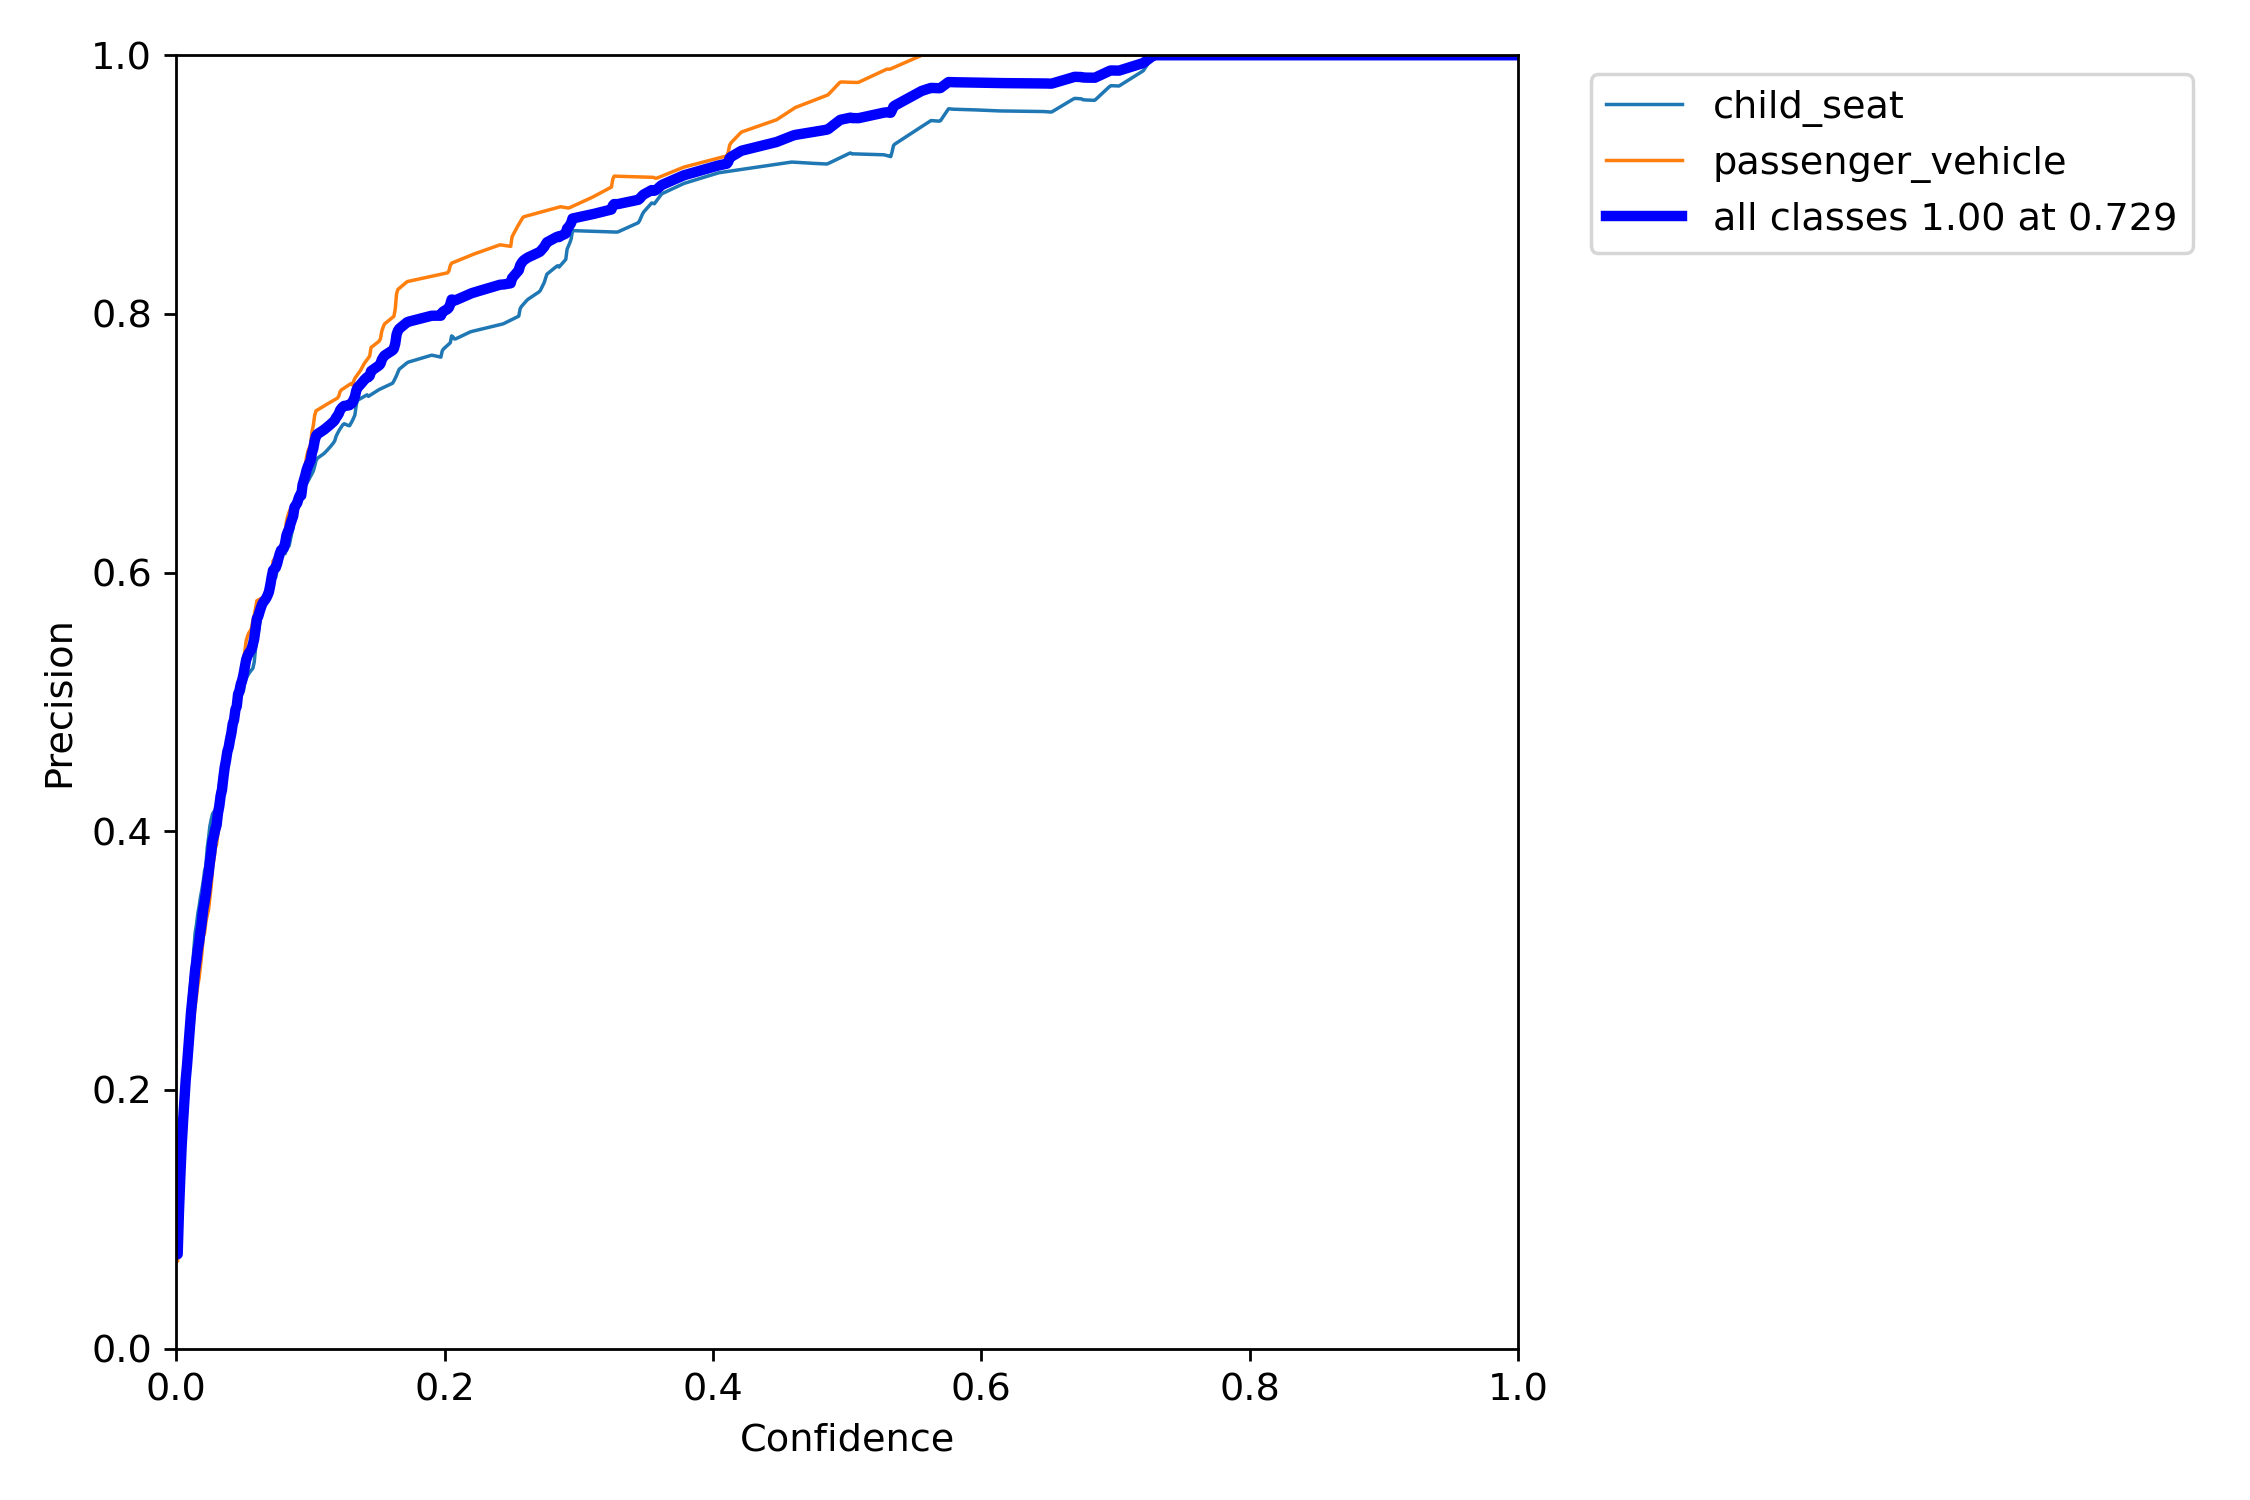 1.0
0.8
0.6
0.4
0.2
0.0
Precision
0.0 0.2 0.4 0.6 0.8 1.0
Confidence
child_seat
passenger_vehicle
all classes 1.00 at 0.729